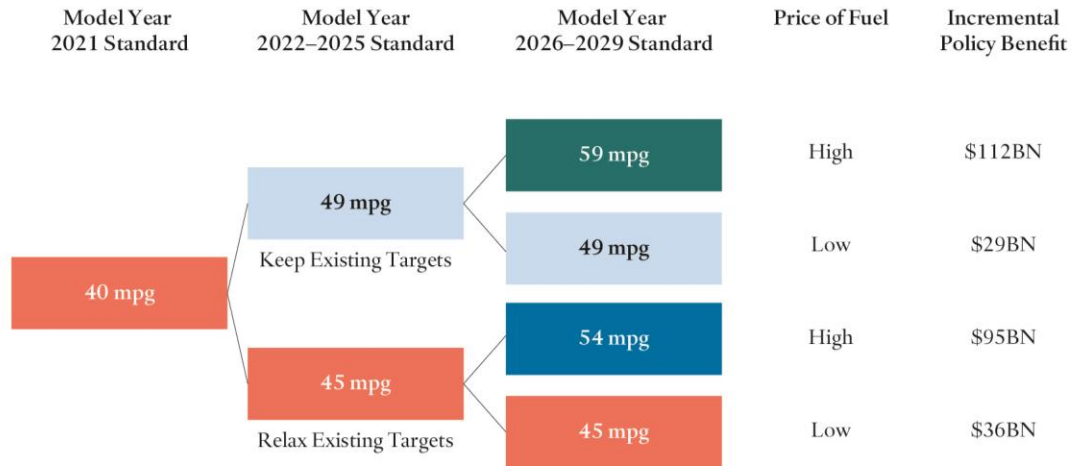 Model Year
2021 Standard
Model Year
2022–2025 Standard
Model Year
2026–2029 Standard
Price of Fuel
Incremental
Policy Benefit
59 mpg
High
$112BN
49 mpg
Keep Existing Targets
49 mpg
Low
$29BN
40 mpg
54 mpg
High
$95BN
45 mpg
Relax Existing Targets
45 mpg
Low
$36BN